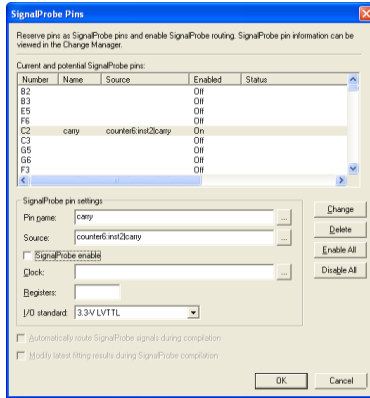 SignalProbe Pins
Reserve pins as SignalProbe pins and enable SignalProbe routing. SignalProbe pin information can be
viewed in the Change Manager.
Current and potential SignalProbe pins:
Number Name Source Enabled Status
B2 Off
B3 Off
E5 Off
F6 Off
C2 carry counter6:inst2|carry On
C3 Off
G5 Off
G6 Off
F3 Off
SignalProbe pin settings
Pin name: carry ...
Source: counter6:inst2|carry ...
SignalProbe enable
Clock: ...
Registers:
I/O standard: 3.3-V LVTTL
Change
Delete
Enable All
Disable All
Automatically route SignalProbe signals during compilation
Modify latest fitting results during SignalProbe compilation
OK Cancel